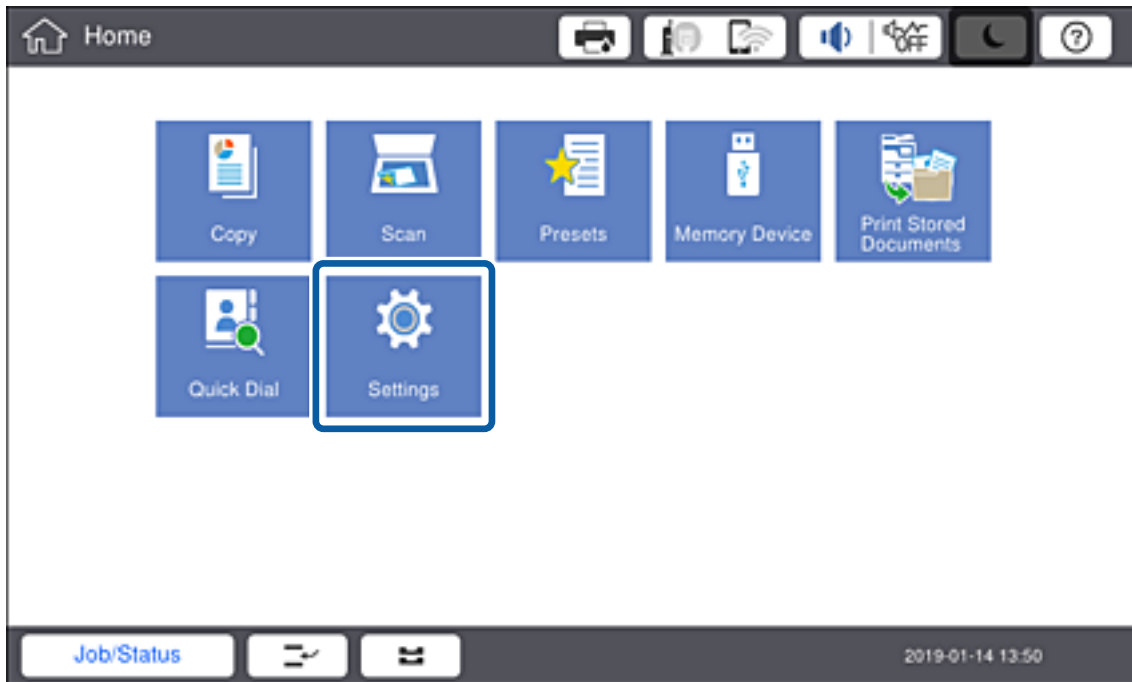 Home
OFF
?
Copy
Scan
Presets
Memory Device
Print Stored
Documents
Quick Dial
Settings
Job/Status
2019-01-14 13:50